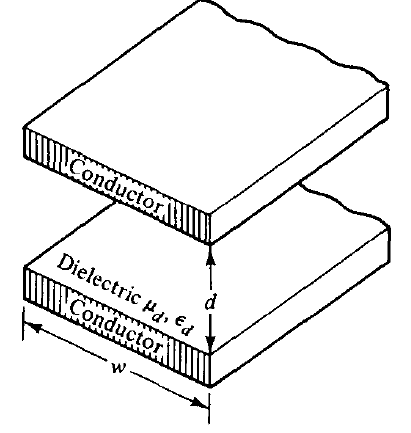 Conductor
Dielectric μd, ϵd
d
Conductor
w